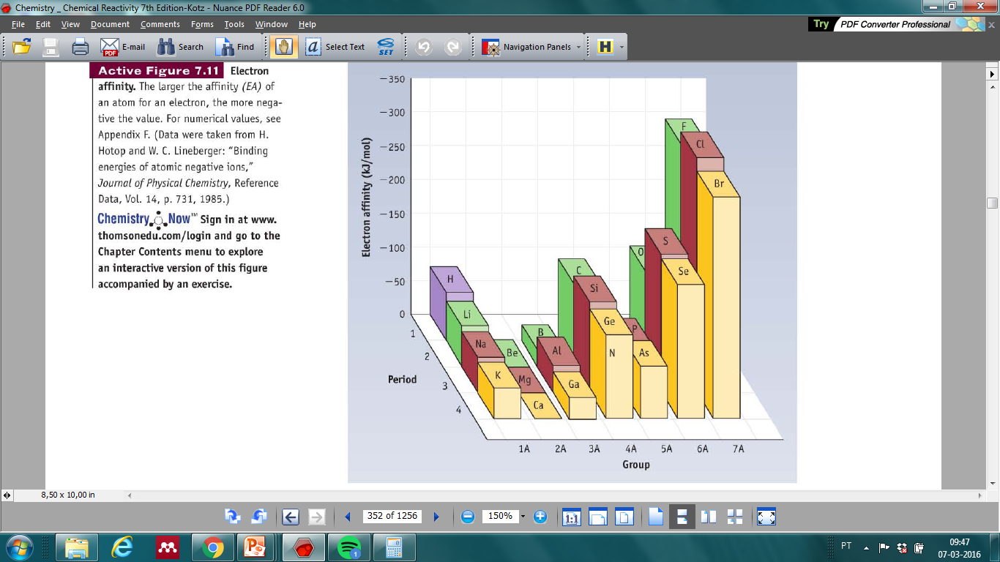 Chemistry _ Chemical Reactivity 7th Edition-Kotz - Nuance PDF Reader 6.0
File Edit View Document Comments Forms Tools Window Help
Try PDF Converter Professional
PDF E-mail Search Find a Select Text SET Navigation Panels H
Active Figure 7.11 Electron
affinity. The larger the affinity (EA) of
an atom for an electron, the more nega-
tive the value. For numerical values, see
Appendix F. (Data were taken from H.
Hotop and W. C. Lineberger: “Binding
energies of atomic negative ions,”
Journal of Physical Chemistry, Reference
Data, Vol. 14, p. 731, 1985.)
Chemistry Now™ Sign in at www.
thomsonedu.com/login and go to the
Chapter Contents menu to explore
an interactive version of this figure
accompanied by an exercise.
Electron affinity (kJ/mol)
−350
−300
−250
−200
−150
−100
−50
0
F
Cl
Br
O
S
Se
H
C
Si
Li
Ge
P
B
Na
Al
Be
N
As
K
Mg
Ga
Ca
1
2
3
4
Period
1A 2A 3A 4A 5A 6A 7A
Group
8,50 x 10,00 in
352 of 1256 150% 1:1
1
PT 09:47
07-03-2016